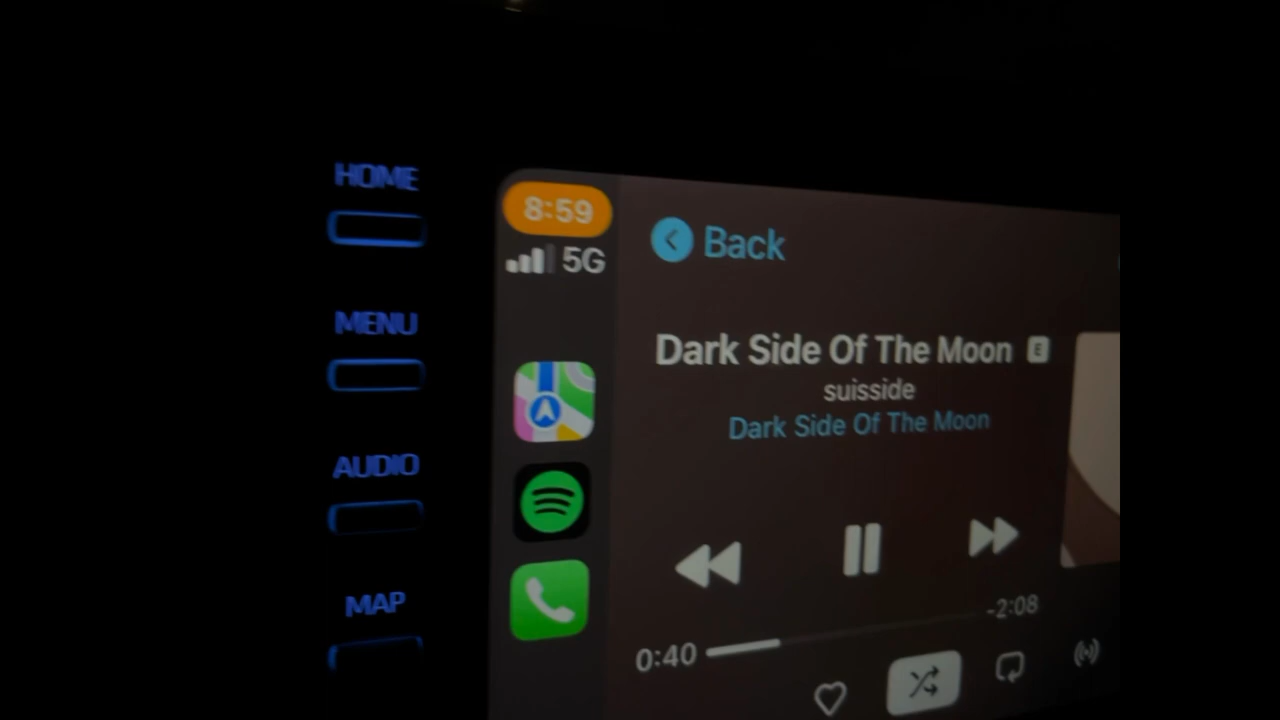 HOME
MENU
AUDIO
MAP
8:59
5G
Back
Dark Side Of The Moon E
suisside
Dark Side Of The Moon
0:40
-2:08